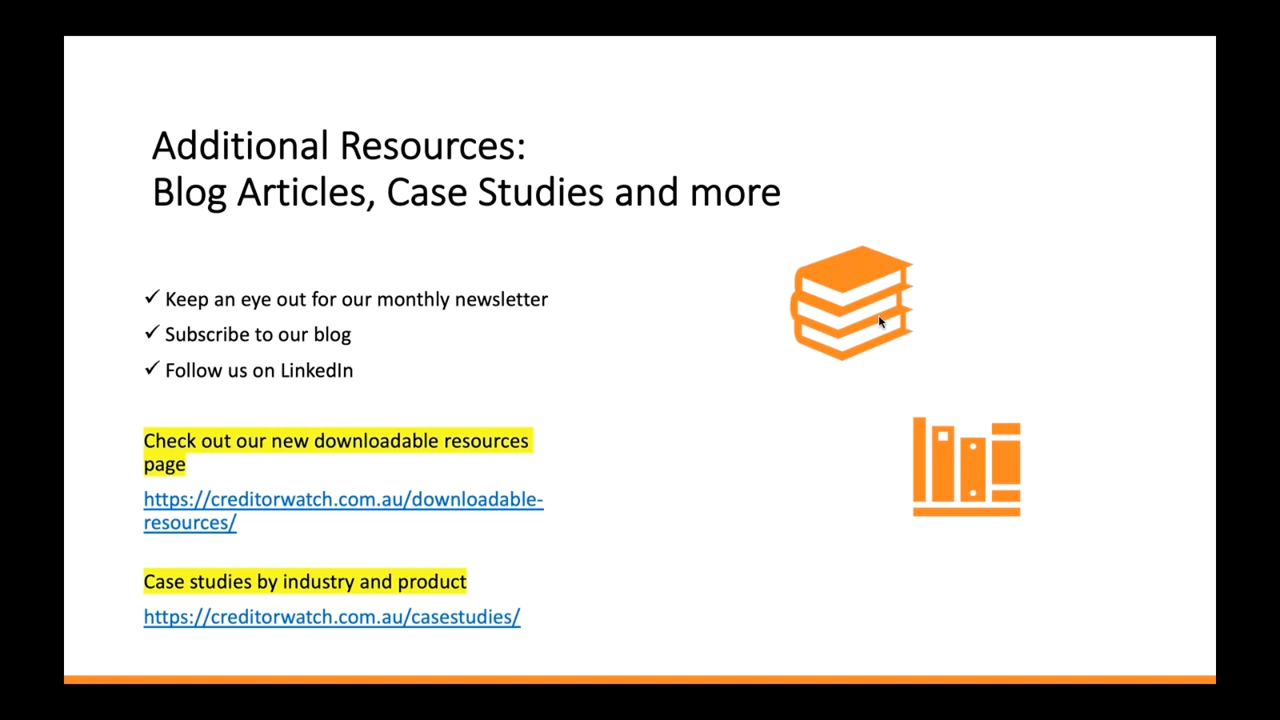 Additional Resources:
Blog Articles, Case Studies and more
✓ Keep an eye out for our monthly newsletter
✓ Subscribe to our blog
✓ Follow us on LinkedIn
Check out our new downloadable resources
page
https://creditorwatch.com.au/downloadable-
resources/
Case studies by industry and product
https://creditorwatch.com.au/casestudies/